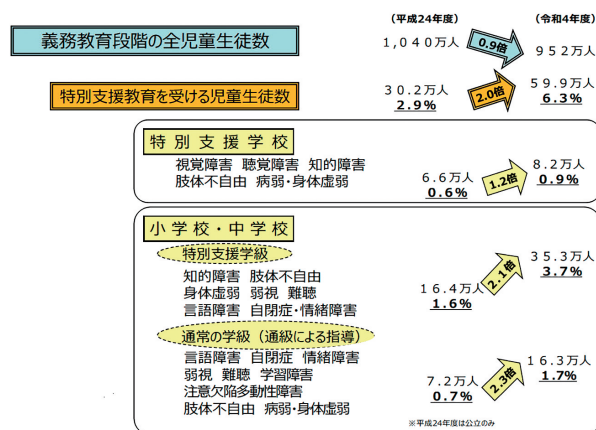 (平成24年度) (令和4年度)
義務教育段階の全児童生徒数 1,040万人 0.9倍 952万人
特別支援教育を受ける児童生徒数 30.2万人 2.0倍 59.9万人
2.9% 6.3%
特別支援学校
視覚障害 聴覚障害 知的障害
肢体不自由 病弱・身体虚弱
6.6万人 1.2倍 8.2万人
0.6% 0.9%
小学校・中学校
特別支援学級
知的障害 肢体不自由
身体虚弱 弱視 難聴
言語障害 自閉症・情緒障害
16.4万人 2.1倍 35.3万人
1.6% 3.7%
通常の学級(通級による指導)
言語障害 自閉症 情緒障害
弱視 難聴 学習障害
注意欠陥多動性障害
肢体不自由 病弱・身体虚弱
7.2万人 2.3倍 16.3万人
0.7% 1.7%
※平成24年度は公立のみ